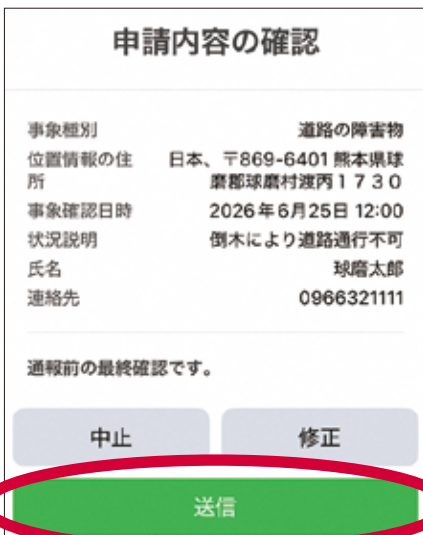 申請内容の確認
事象種別 道路の障害物
位置情報の住所 日本、〒869-6401 熊本県球磨郡球磨村渡丙1730
事象確認日時 2026年6月25日 12:00
状況説明 倒木により道路通行不可
氏名 球磨太郎
連絡先 0966321111
通報前の最終確認です。
中止 修正
送信